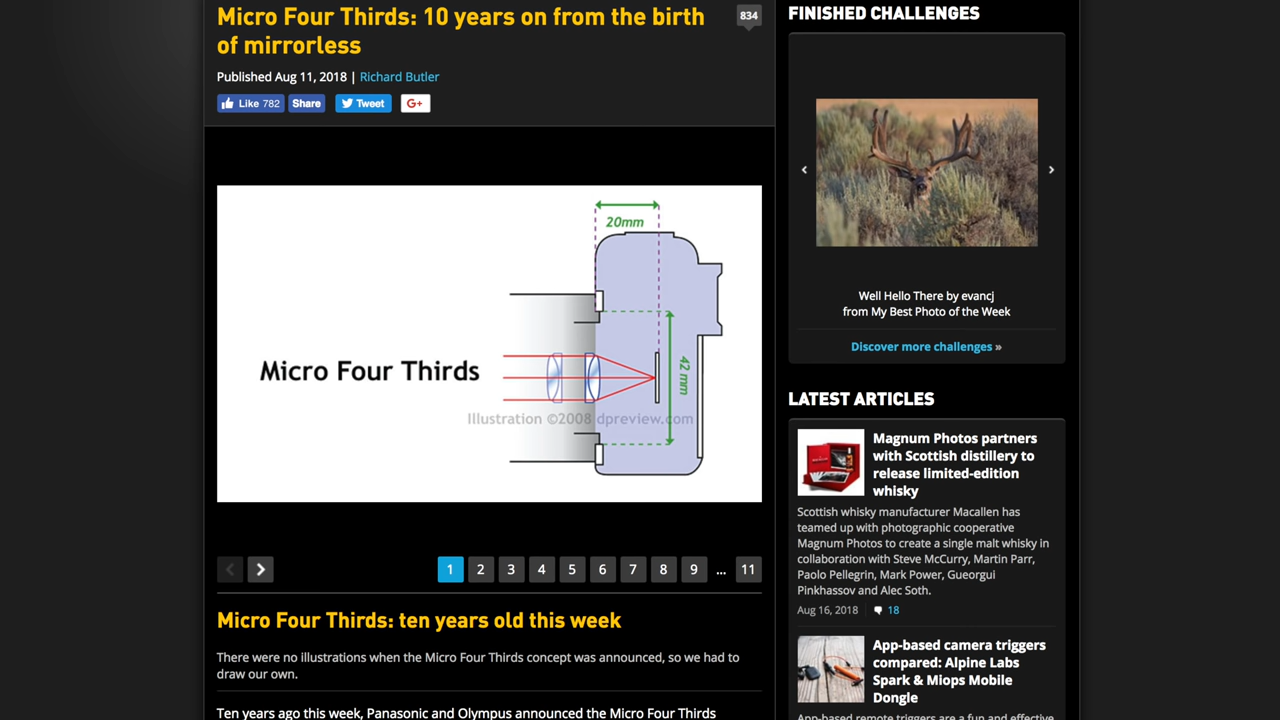 Micro Four Thirds: 10 years on from the birth
of mirrorless
834
Published Aug 11, 2018 | Richard Butler
Like 782
Share
Tweet
G+
20mm
42 mm
Micro Four Thirds
Illustration ©2008 dpreview.com
1 2 3 4 5 6 7 8 9 ... 11
Micro Four Thirds: ten years old this week
There were no illustrations when the Micro Four Thirds concept was announced, so we had to
draw our own.
Ten years ago this week, Panasonic and Olympus announced the Micro Four Thirds
FINISHED CHALLENGES
Well Hello There by evancj
from My Best Photo of the Week
Discover more challenges »
LATEST ARTICLES
Magnum Photos partners
with Scottish distillery to
release limited-edition
whisky
Scottish whisky manufacturer Macallen has
teamed up with photographic cooperative
Magnum Photos to create a single malt whisky in
collaboration with Steve McCurry, Martin Parr,
Paolo Pellegrin, Mark Power, Gueorgui
Pinkhassov and Alec Soth.
Aug 16, 2018 18
App-based camera triggers
compared: Alpine Labs
Spark & Miops Mobile
Dongle
App-based remote triggers are a fun and effective